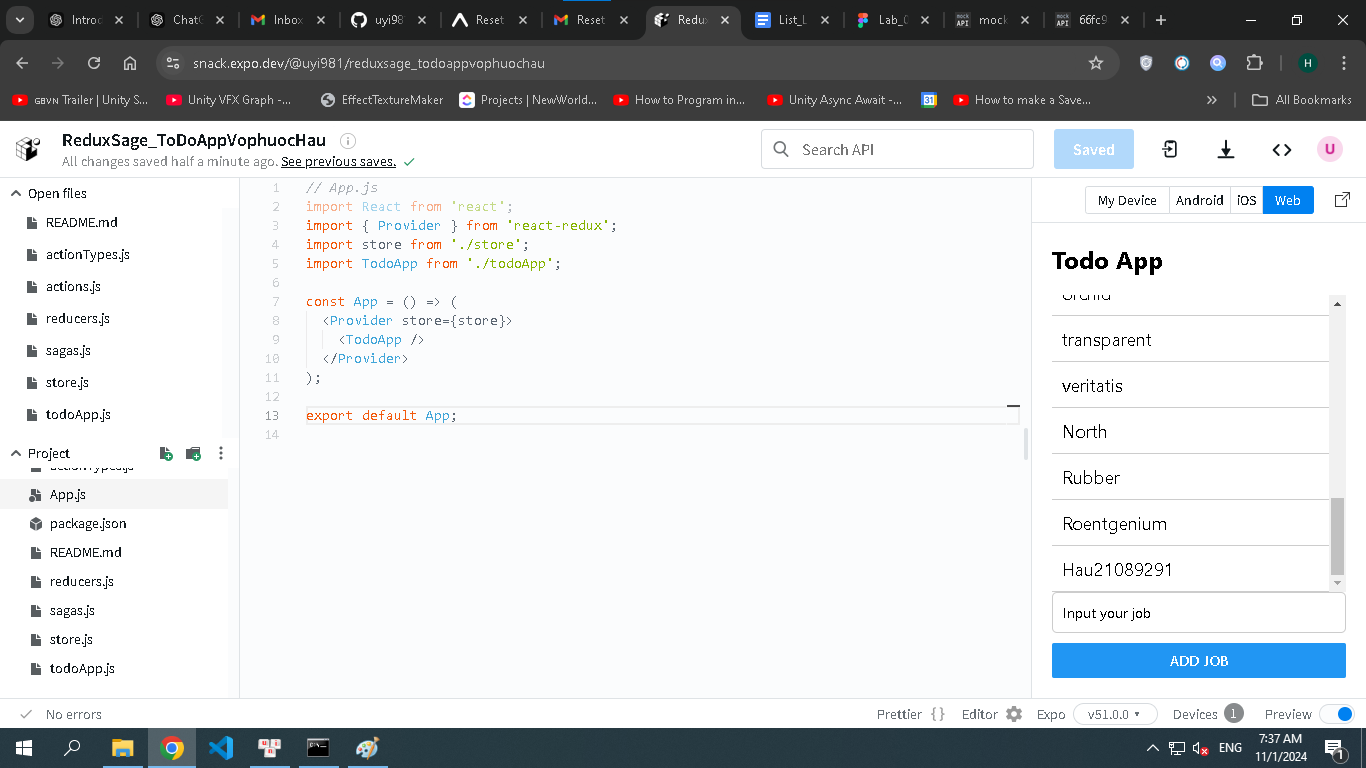 Introc
ChatG
Inbox
uyi98
Reset
Reset
Redux
List_L
Lab_0
mock
66fc9
snack.expo.dev/@uyi981/reduxsage_todoappvophuochau
H
GBVN Trailer | Unity S...
Unity VFX Graph -...
EffectTextureMaker
Projects | NewWorld...
How to Program in...
Unity Async Await -...
31
How to make a Save...
All Bookmarks
ReduxSage_ToDoAppVophuocHau
All changes saved half a minute ago. See previous saves.
Search API
Saved
U
Open files
README.md
actionTypes.js
actions.js
reducers.js
sagas.js
store.js
todoApp.js
Project
actionTypes.js
App.js
package.json
README.md
reducers.js
sagas.js
store.js
todoApp.js
1 // App.js
2 import React from 'react';
3 import { Provider } from 'react-redux';
4 import store from './store';
5 import TodoApp from './todoApp';
6
7 const App = () => (
8 <Provider store={store}>
9 <TodoApp />
10 </Provider>
11 );
12
13 export default App;
14
My Device
Android
iOS
Web
Todo App
Orchid
transparent
veritatis
North
Rubber
Roentgenium
Hau21089291
Input your job
ADD JOB
No errors
Prettier { }
Editor
Expo
v51.0.0
Devices 1
Preview
ENG
7:37 AM
11/1/2024
1